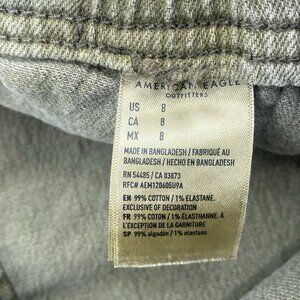 AMERICAN EAGLE
OUTFITTERS
US 8
CA 8
MX 8
MADE IN BANGLADESH / FABRIQUÉ AU
BANGLADESH / HECHO EN BANGLADESH
RN 54485 / CA 03873
RFC# AEM120605U9A
EN 99% COTTON / 1% ELASTANE.
EXCLUSIVE OF DECORATION
FR 99% COTON / 1% ÉLASTHANNE. À
L'EXCEPTION DE LA GARNITURE
SP 99% algodón / 1% elastano